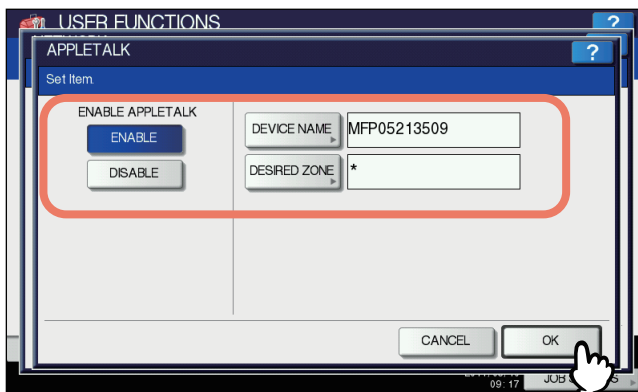 USER FUNCTIONS
?
APPLETALK
?
Set Item.
ENABLE APPLETALK
ENABLE
DISABLE
DEVICE NAME
MFP05213509
DESIRED ZONE
*
CANCEL
OK
09:17
JOB